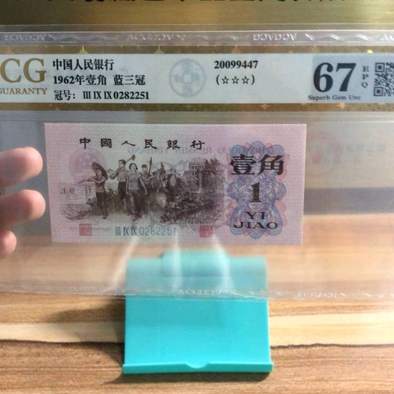 CG
GUARANTY
中国人民银行
1962年壹角 蓝三冠
冠号： III IX IX 0282251
20099447
(☆☆☆)
67 EPQ
Superb Gem Unc
中國人民銀行
壹角
1
YI
JIAO
III IX IX 0282251